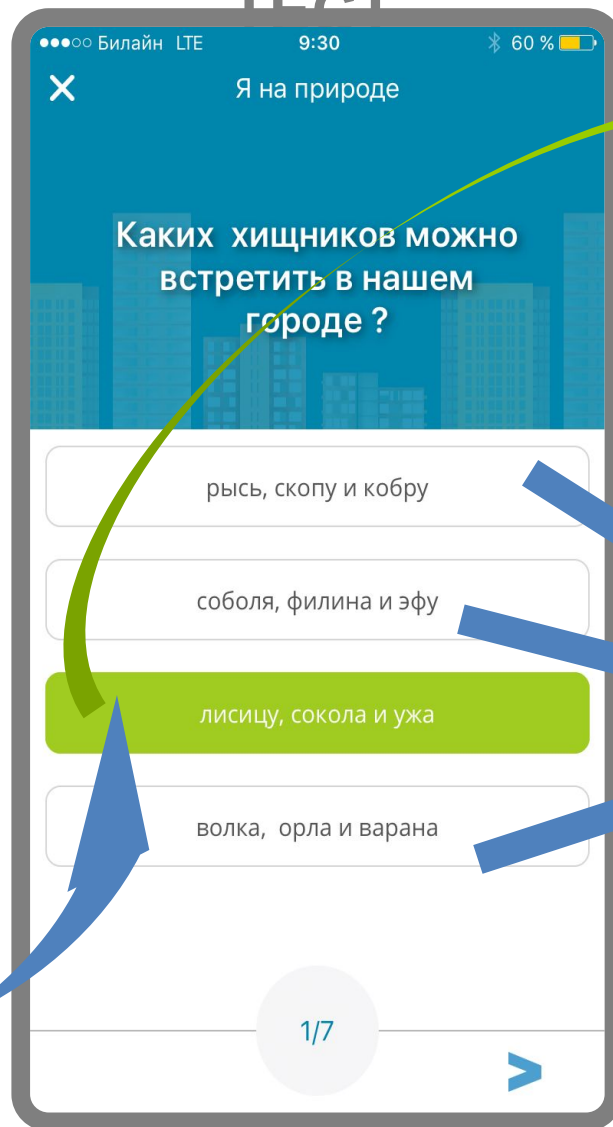 Билайн LTE 9:30 60 %
Я на природе
Каких хищников можно
встретить в нашем
городе ?
рысь, скопу и кобру
соболя, филина и эфу
лисицу, сокола и ужа
волка, орла и варана
1/7
>